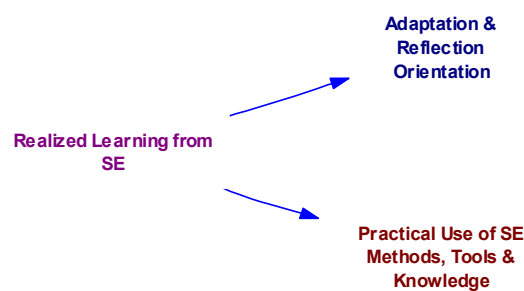 Adaptation &
Reflection
Orientation
Realized Learning from
SE
Practical Use of SE
Methods, Tools &
Knowledge